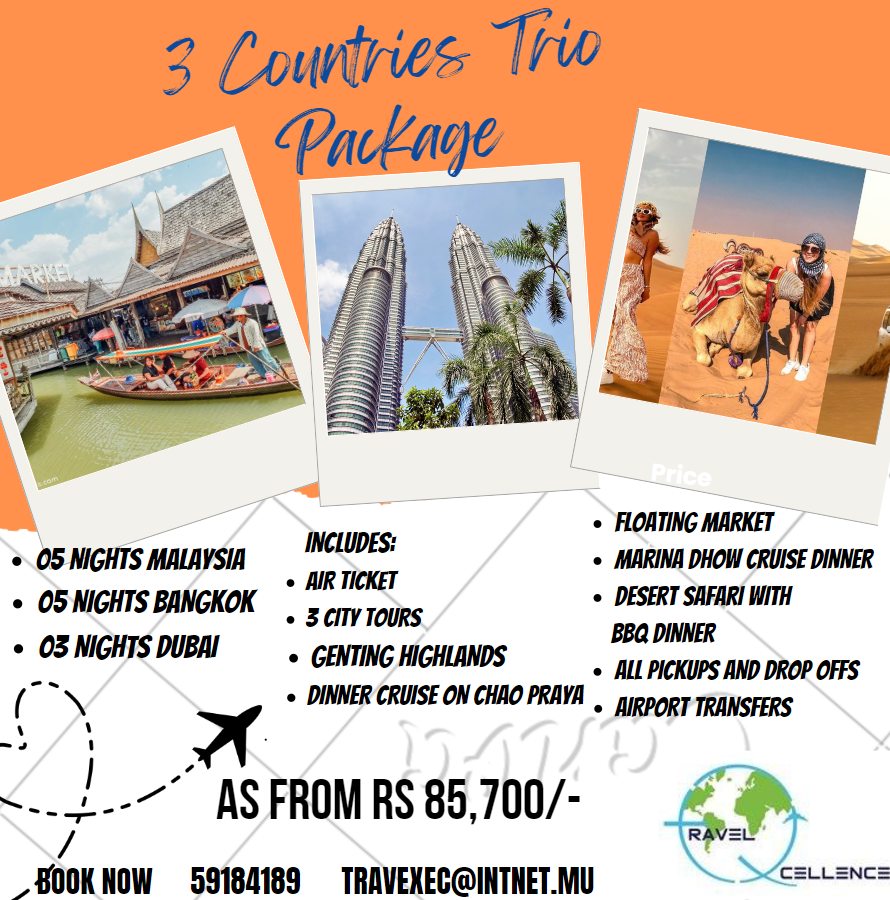 3 Countries Trio
Package
MARKET
s.com
Price
05 NIGHTS MALAYSIA
05 NIGHTS BANGKOK
03 NIGHTS DUBAI
INCLUDES:
AIR TICKET
3 CITY TOURS
GENTING HIGHLANDS
DINNER CRUISE ON CHAO PRAYA
FLOATING MARKET
MARINA DHOW CRUISE DINNER
DESERT SAFARI WITH
BBQ DINNER
ALL PICKUPS AND DROP OFFS
AIRPORT TRANSFERS
AS FROM RS 85,700/-
BOOK NOW 59184189 TRAVEXEC@INTNET.MU
RAVEL
CELLENCE